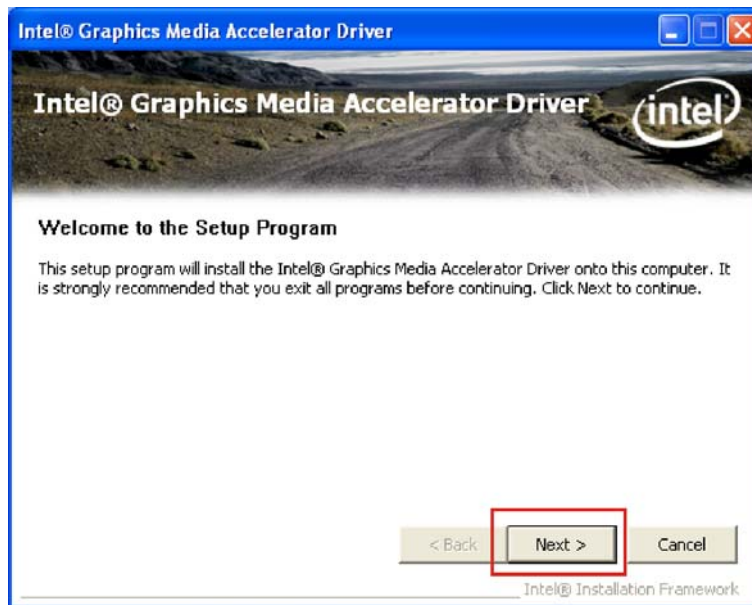 Intel® Graphics Media Accelerator Driver
Intel® Graphics Media Accelerator Driver
intel
Welcome to the Setup Program
This setup program will install the Intel® Graphics Media Accelerator Driver onto this computer. It
is strongly recommended that you exit all programs before continuing. Click Next to continue.
< Back
Next >
Cancel
Intel® Installation Framework